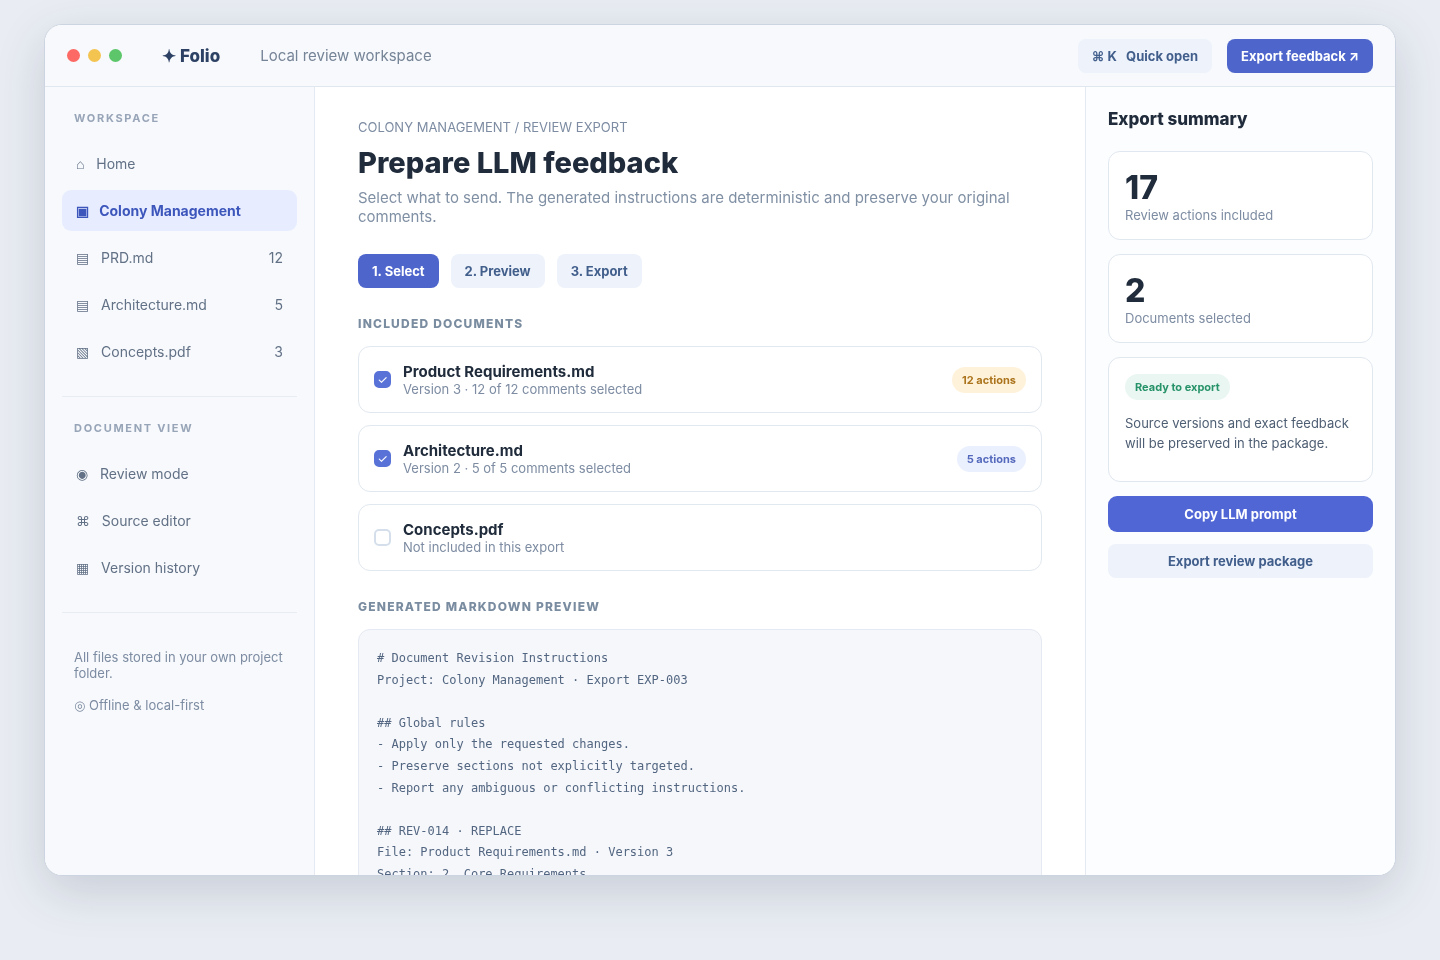 ✦ Folio
Local review workspace
⌘ K Quick open
Export feedback ↗
WORKSPACE
⌂ Home
▣ Colony Management
▤ PRD.md 12
▤ Architecture.md 5
▧ Concepts.pdf 3
DOCUMENT VIEW
◉ Review mode
⌘ Source editor
▦ Version history
All files stored in your own project
folder.
◎ Offline & local-first
COLONY MANAGEMENT / REVIEW EXPORT
Prepare LLM feedback
Select what to send. The generated instructions are deterministic and preserve your original
comments.
1. Select
2. Preview
3. Export
INCLUDED DOCUMENTS
Product Requirements.md
Version 3 · 12 of 12 comments selected
12 actions
Architecture.md
Version 2 · 5 of 5 comments selected
5 actions
Concepts.pdf
Not included in this export
GENERATED MARKDOWN PREVIEW
# Document Revision Instructions
Project: Colony Management · Export EXP-003
## Global rules
- Apply only the requested changes.
- Preserve sections not explicitly targeted.
- Report any ambiguous or conflicting instructions.
## REV-014 · REPLACE
File: Product Requirements.md · Version 3
Section: 2. Core Requirements
Export summary
17
Review actions included
2
Documents selected
Ready to export
Source versions and exact feedback
will be preserved in the package.
Copy LLM prompt
Export review package